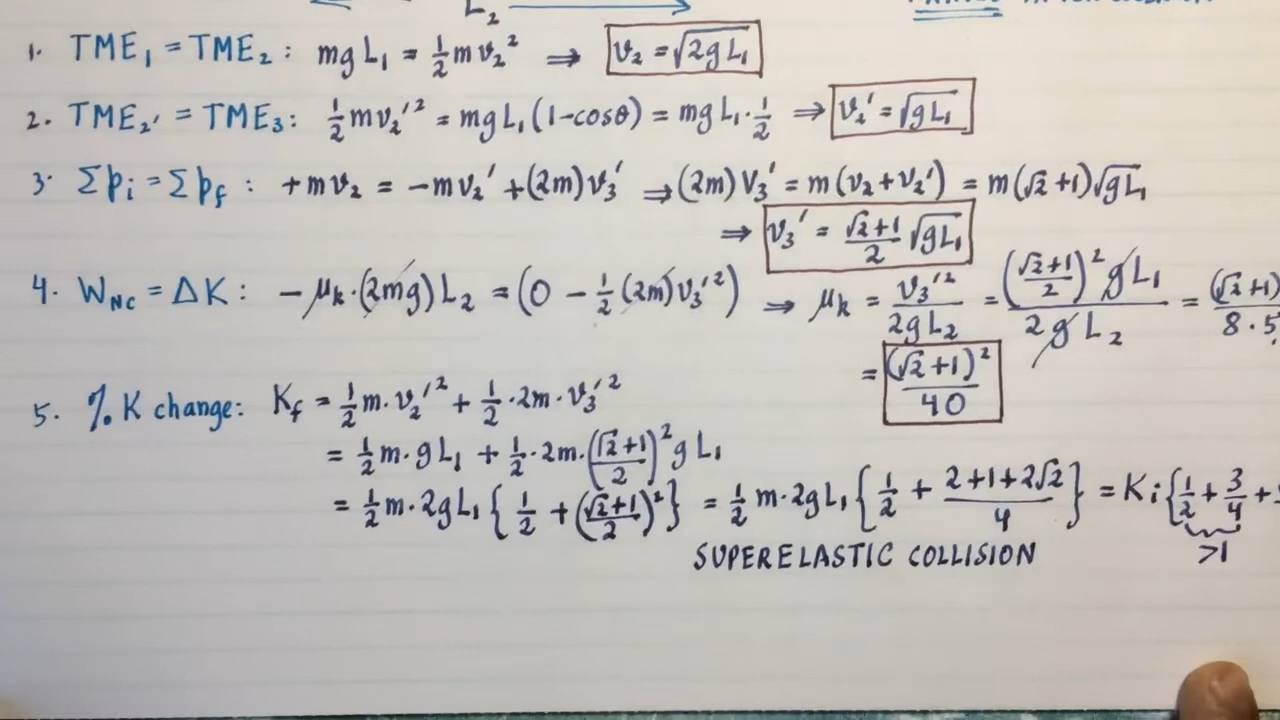 L₂
1. TME₁ = TME₂ : mgL₁ = ½mv₂² ⇒ v₂ = √2gL₁
2. TME₂′ = TME₃ : ½mv₂′² = mgL₁(1-cosθ) = mgL₁·½ ⇒ v₂′ = √gL₁
3. Σpᵢ = Σp_f : +mv₂ = -mv₂′ + (2m)v₃′ ⇒ (2m)v₃′ = m(v₂+v₂′) = m(√2+1)√gL₁
⇒ v₃′ = (√2+1)/2 √gL₁
4. W_NC = ΔK : -μₖ·(2mg)L₂ = (0 - ½(2m)v₃′²) ⇒ μₖ = v₃′²/2gL₂ = ((√2+1)/2)² gL₁/2gL₂ = (√2+1)/8·5
= (√2+1)²/40
5. % K change: K_f = ½m·v₂′² + ½·2m·v₃′²
= ½m·gL₁ + ½·2m·((√2+1)/2)² gL₁
= ½m·2gL₁{½ + ((√2+1)/2)²} = ½m·2gL₁{½ + (2+1+2√2)/4} = Kᵢ{½ + ¾ +
>1
SUPERELASTIC COLLISION